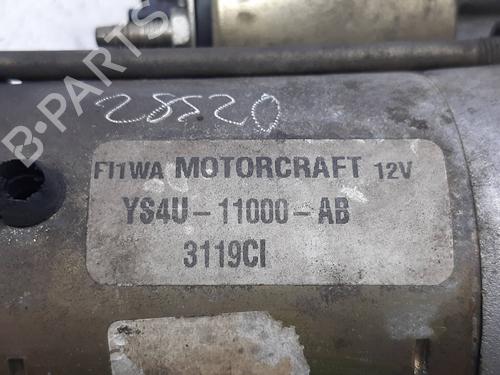 28520
F11WA MOTORCRAFT 12V
YS4U-11000-AB
3119CI
B-PARTS